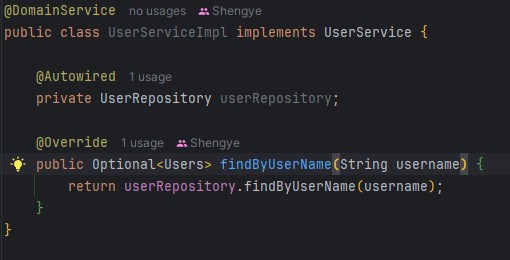 @DomainService no usages Shengye
public class UserServiceImpl implements UserService {
@Autowired 1 usage
private UserRepository userRepository;
@Override 1 usage Shengye
public Optional<Users> findByUserName(String username) {
return userRepository.findByUserName(username);
}
}